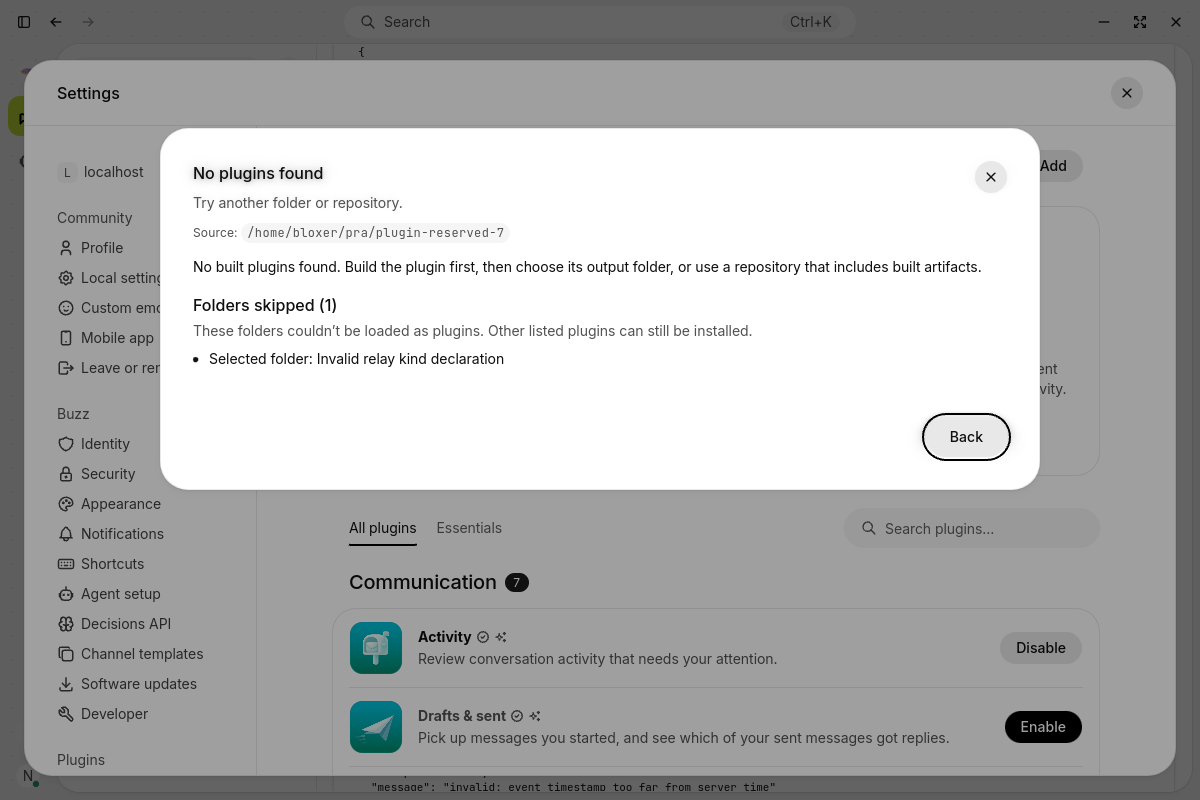 Search
Ctrl+K
{
Settings
L localhost
Add
Community
Profile
Local setting
Custom emo
Mobile app
Leave or rer
Buzz
Identity
Security
Appearance
Notifications
Shortcuts
Agent setup
Decisions API
Channel templates
Software updates
Developer
Plugins
N
No plugins found
Try another folder or repository.
Source: /home/bloxer/pra/plugin-reserved-7
No built plugins found. Build the plugin first, then choose its output folder, or use a repository that includes built artifacts.
Folders skipped (1)
These folders couldn’t be loaded as plugins. Other listed plugins can still be installed.
• Selected folder: Invalid relay kind declaration
Back
ent
vity.
All plugins
Essentials
Search plugins...
Communication 7
Activity
Review conversation activity that needs your attention.
Disable
Drafts & sent
Pick up messages you started, and see which of your sent messages got replies.
Enable
"message": "invalid: event timestamp too far from server time"